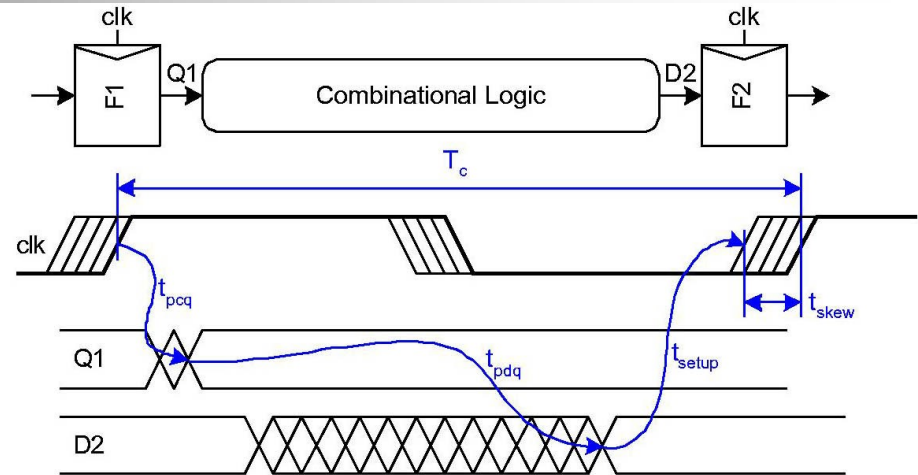 clk clk
F1 Q1 Combinational Logic D2 F2
Tc
clk
tpcq
tskew
Q1 tpdq tsetup
D2